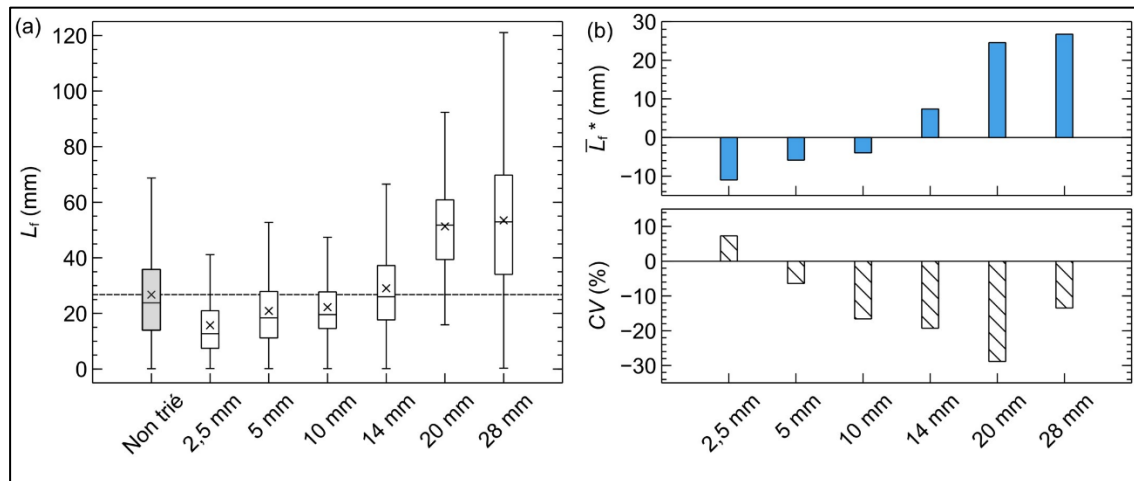 (a)
L_f (mm)
120
100
80
60
40
20
0
Non trié
2,5 mm
5 mm
10 mm
14 mm
20 mm
28 mm
(b)
L̅_f * (mm)
30
20
10
0
−10
CV (%)
10
0
−10
−20
−30
2,5 mm
5 mm
10 mm
14 mm
20 mm
28 mm